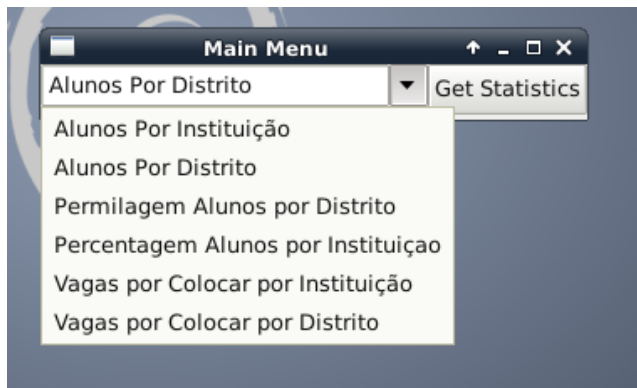 Main Menu
Alunos Por Distrito
Get Statistics
Alunos Por Instituição
Alunos Por Distrito
Permilagem Alunos por Distrito
Percentagem Alunos por Instituiçao
Vagas por Colocar por Instituição
Vagas por Colocar por Distrito